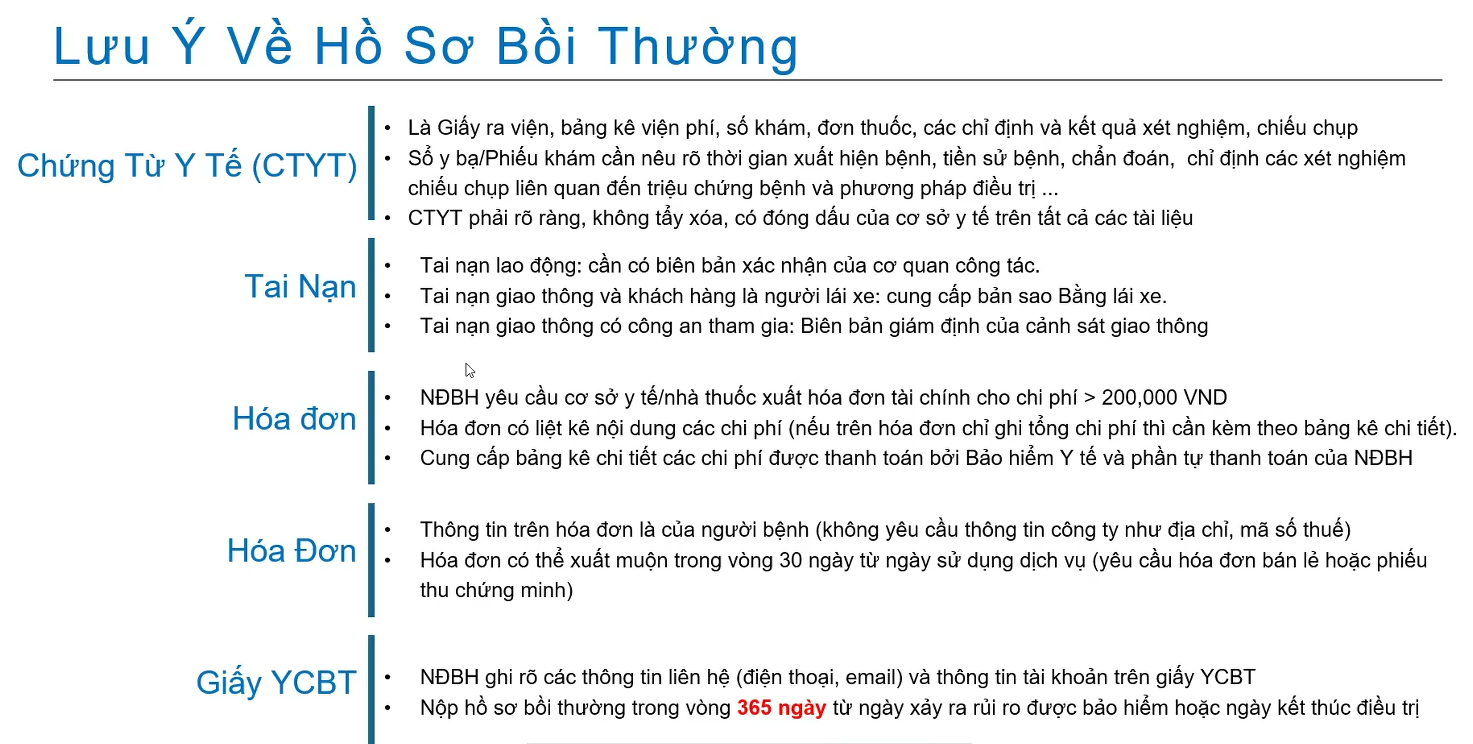 Lưu Ý Về Hồ Sơ Bồi Thường
Chứng Từ Y Tế (CTYT)
• Là Giấy ra viện, bảng kê viện phí, số khám, đơn thuốc, các chỉ định và kết quả xét nghiệm, chiếu chụp
• Sổ y bạ/Phiếu khám cần nêu rõ thời gian xuất hiện bệnh, tiền sử bệnh, chẩn đoán, chỉ định các xét nghiệm
chiếu chụp liên quan đến triệu chứng bệnh và phương pháp điều trị ...
• CTYT phải rõ ràng, không tẩy xóa, có đóng dấu của cơ sở y tế trên tất cả các tài liệu
Tai Nạn
• Tai nạn lao động: cần có biên bản xác nhận của cơ quan công tác.
• Tai nạn giao thông và khách hàng là người lái xe: cung cấp bản sao Bằng lái xe.
• Tai nạn giao thông có công an tham gia: Biên bản giám định của cảnh sát giao thông
Hóa đơn
• NĐBH yêu cầu cơ sở y tế/nhà thuốc xuất hóa đơn tài chính cho chi phí > 200,000 VND
• Hóa đơn có liệt kê nội dung các chi phí (nếu trên hóa đơn chỉ ghi tổng chi phí thì cần kèm theo bảng kê chi tiết).
• Cung cấp bảng kê chi tiết các chi phí được thanh toán bởi Bảo hiểm Y tế và phần tự thanh toán của NĐBH
Hóa Đơn
• Thông tin trên hóa đơn là của người bệnh (không yêu cầu thông tin công ty như địa chỉ, mã số thuế)
• Hóa đơn có thể xuất muộn trong vòng 30 ngày từ ngày sử dụng dịch vụ (yêu cầu hóa đơn bán lẻ hoặc phiếu
thu chứng minh)
Giấy YCBT
• NĐBH ghi rõ các thông tin liên hệ (điện thoại, email) và thông tin tài khoản trên giấy YCBT
• Nộp hồ sơ bồi thường trong vòng 365 ngày từ ngày xảy ra rủi ro được bảo hiểm hoặc ngày kết thúc điều trị